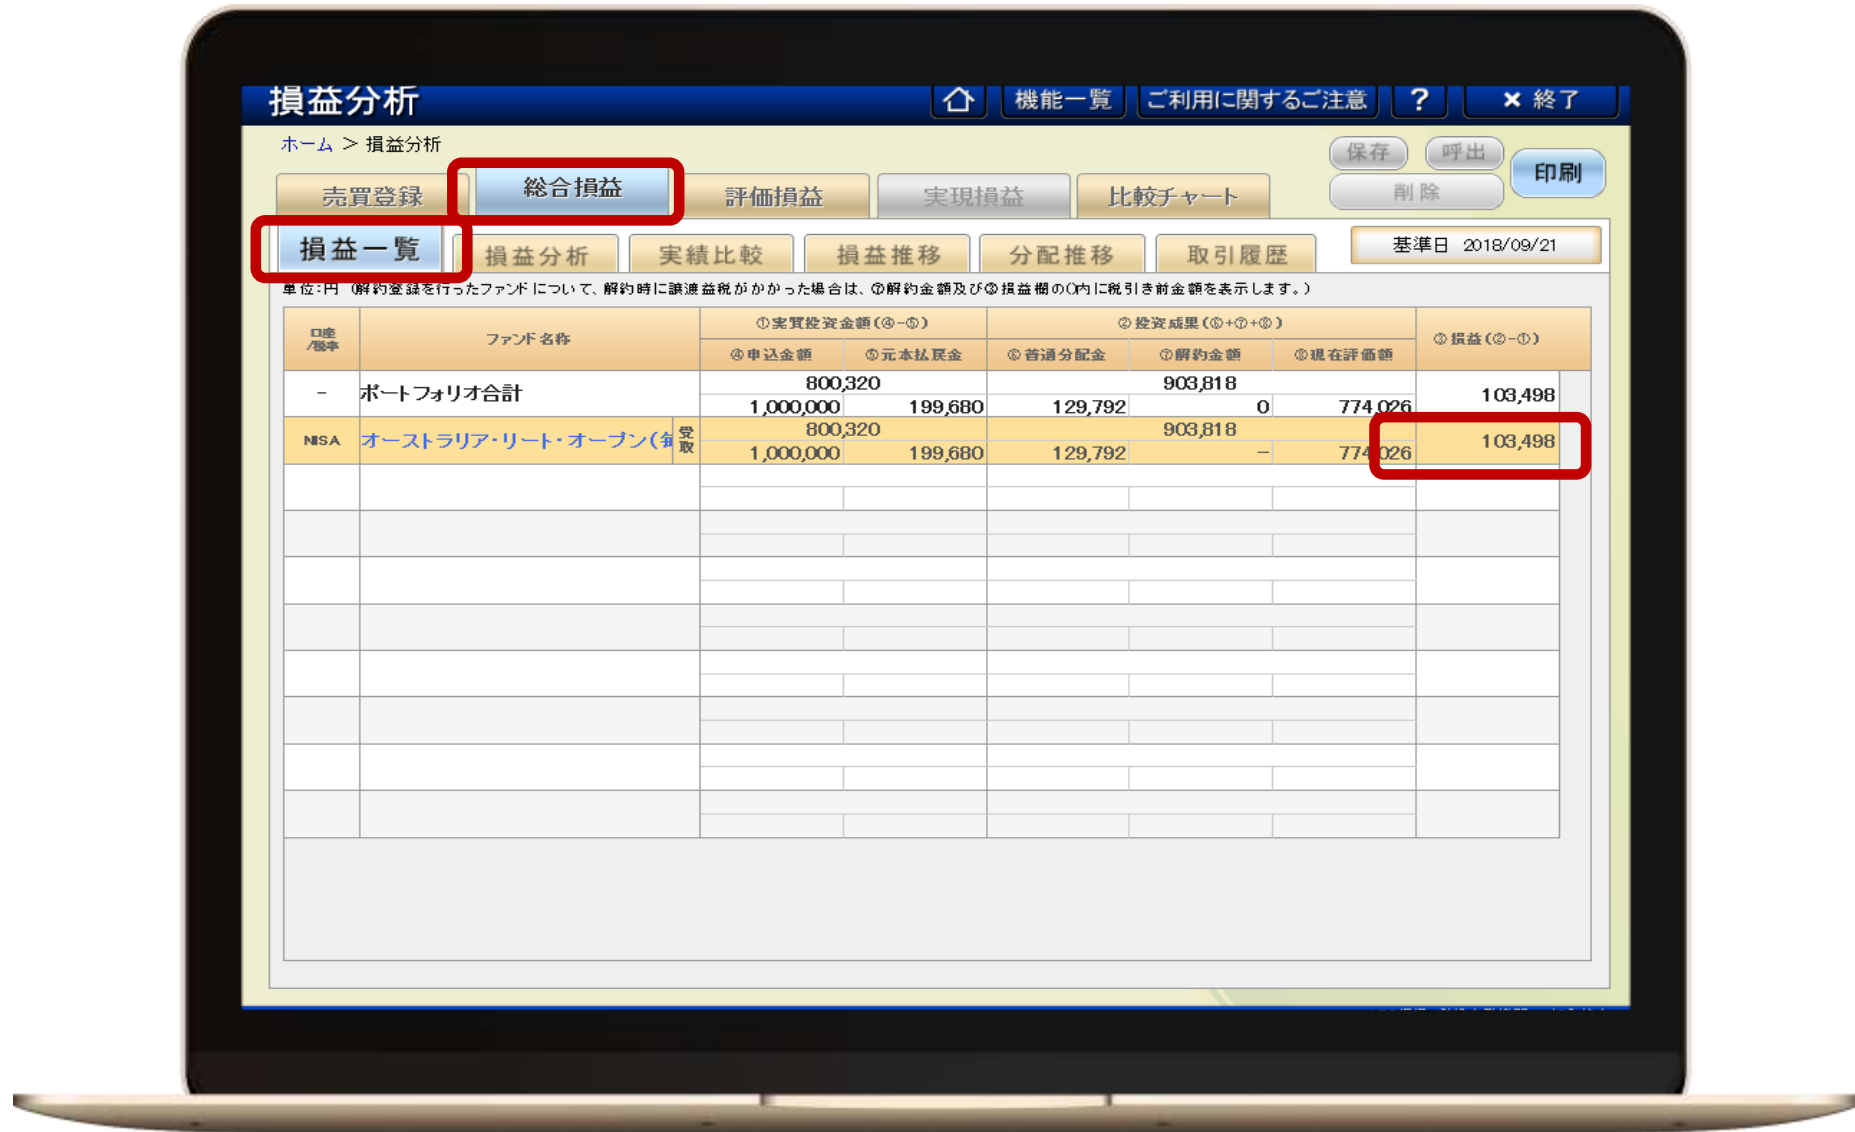 損益分析 機能一覧 ご利用に関するご注意 ? × 終了
ホーム > 損益分析
保存 呼出 印刷
売買登録 総合損益 評価損益 実現損益 比較チャート 削除
損益一覧 損益分析 実績比較 損益推移 分配推移 取引履歴 基準日 2018/09/21
単位:円 (解約登録を行ったファンドについて、解約時に譲渡益税がかかった場合は、⑦解約金額及び③損益欄の()内に税引き前金額を表示します。)
口座/税率 ファンド名称 ①実質投資金額(④-⑤) ②投資成果(⑥+⑦+⑧) ③損益(②-①)
④申込金額 ⑤元本払戻金 ⑥普通分配金 ⑦解約金額 ⑧現在評価額
- ポートフォリオ合計 800,320 903,818 103,498
1,000,000 199,680 129,792 0 774,026
NISA オーストラリア・リート・オープン(毎 受取 800,320 903,818 103,498
1,000,000 199,680 129,792 - 774,026